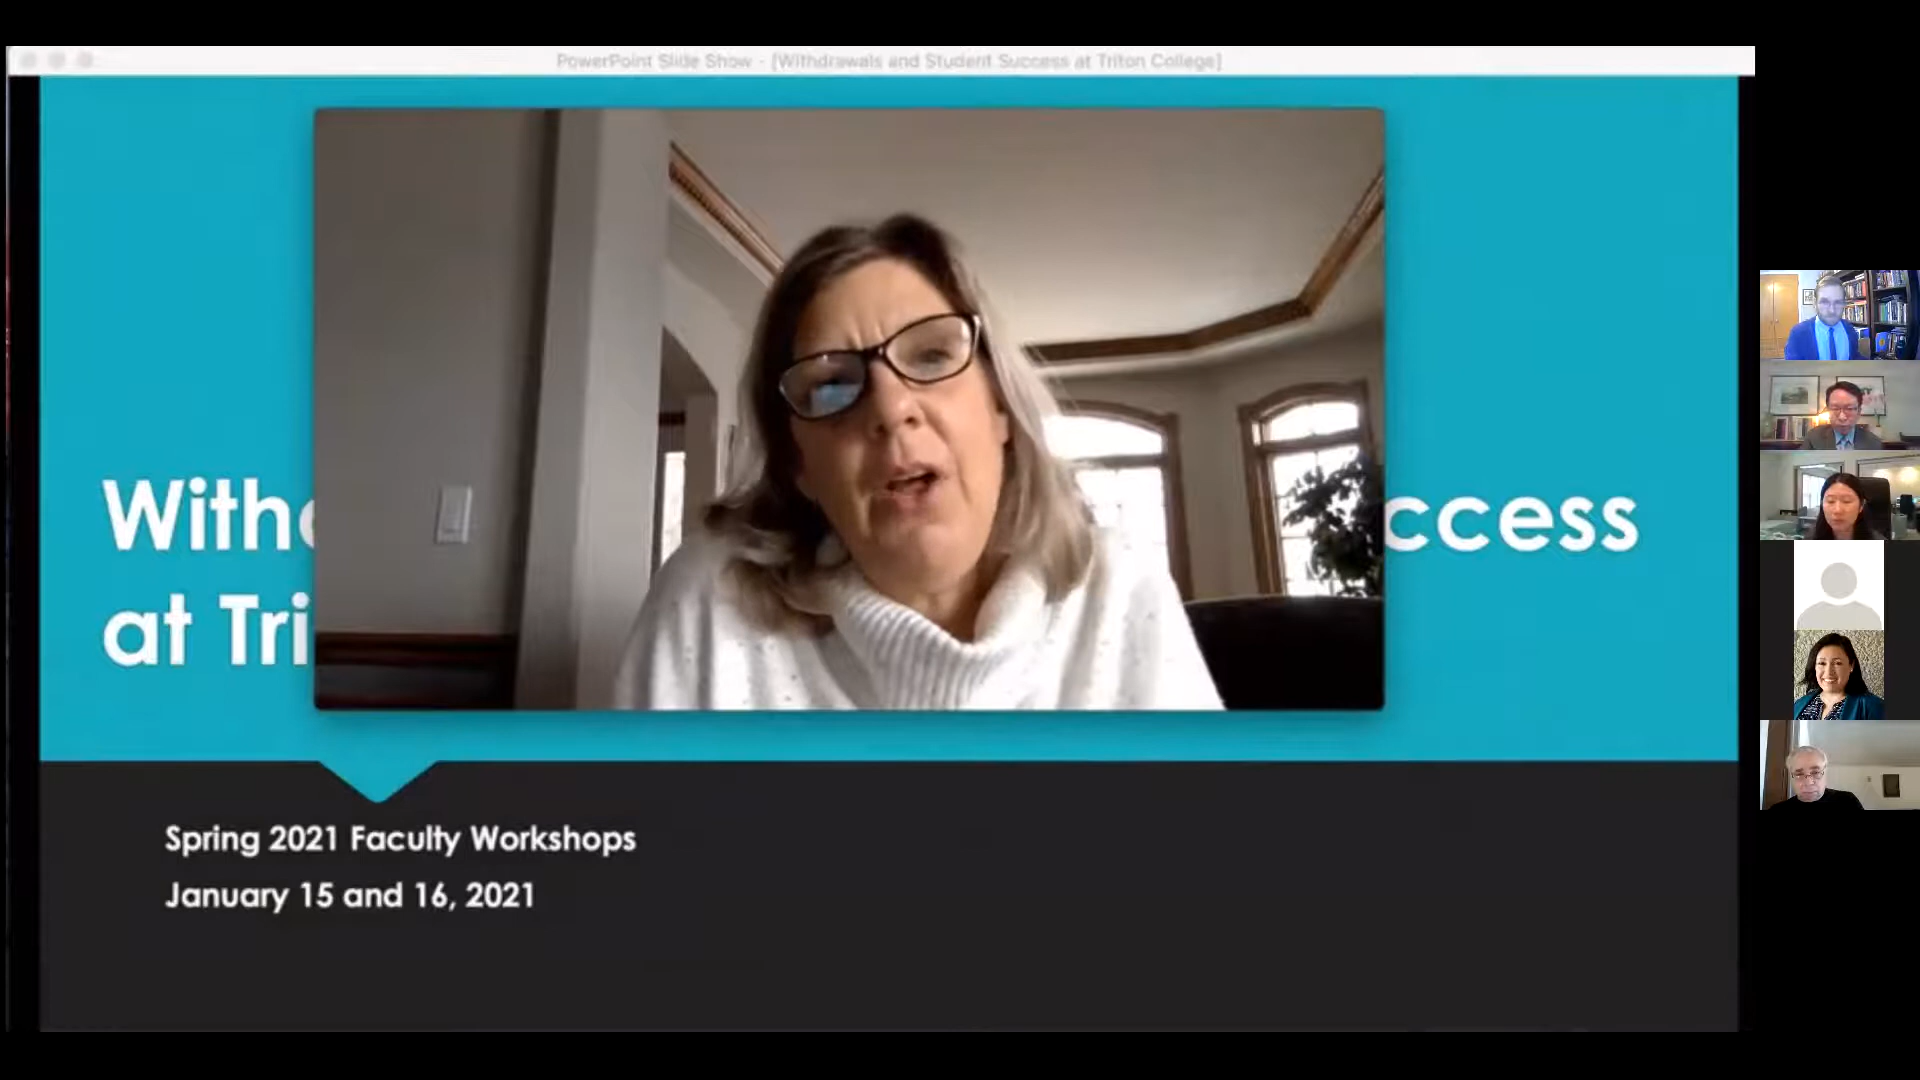 PowerPoint Slide Show - [Withdrawals and Student Success at Triton College]
With ccess
at Tri
Spring 2021 Faculty Workshops
January 15 and 16, 2021